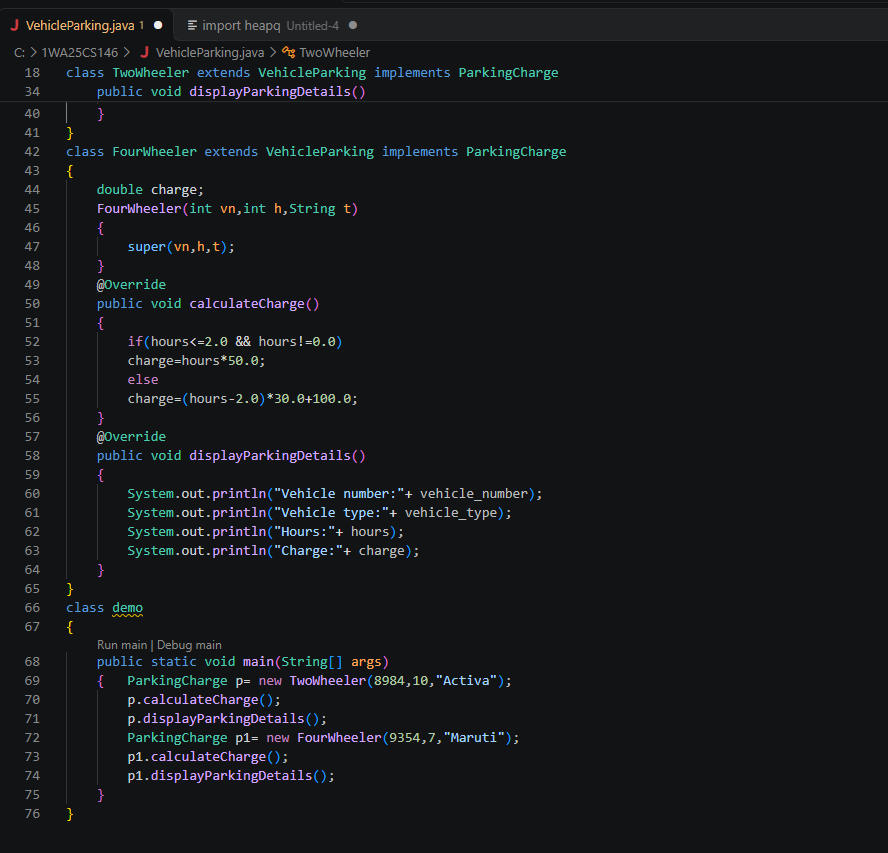 VehicleParking.java 1
import heapq Untitled-4
C: > 1WA25CS146 > VehicleParking.java > TwoWheeler
18 class TwoWheeler extends VehicleParking implements ParkingCharge
34 public void displayParkingDetails()
40 }
41 }
42 class FourWheeler extends VehicleParking implements ParkingCharge
43 {
44 double charge;
45 FourWheeler(int vn,int h,String t)
46 {
47 super(vn,h,t);
48 }
49 @Override
50 public void calculateCharge()
51 {
52 if(hours<=2.0 && hours!=0.0)
53 charge=hours*50.0;
54 else
55 charge=(hours-2.0)*30.0+100.0;
56 }
57 @Override
58 public void displayParkingDetails()
59 {
60 System.out.println("Vehicle number:"+ vehicle_number);
61 System.out.println("Vehicle type:"+ vehicle_type);
62 System.out.println("Hours:"+ hours);
63 System.out.println("Charge:"+ charge);
64 }
65 }
66 class demo
67 {
Run main | Debug main
68 public static void main(String[] args)
69 { ParkingCharge p= new TwoWheeler(8984,10,"Activa");
70 p.calculateCharge();
71 p.displayParkingDetails();
72 ParkingCharge p1= new FourWheeler(9354,7,"Maruti");
73 p1.calculateCharge();
74 p1.displayParkingDetails();
75 }
76 }